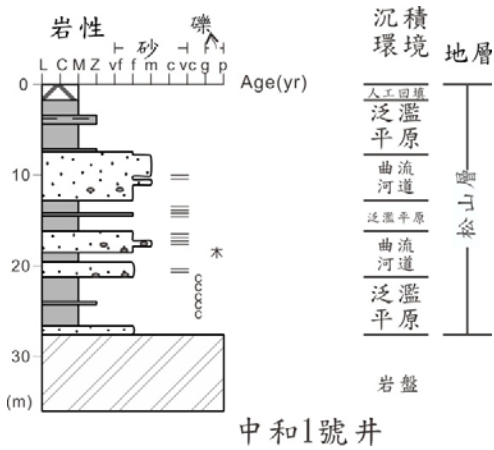 岩性
砂
礫
L C M Z vf f m c vc g p
Age(yr)
沉積
環境
地層
0
10
20
30
(m)
木
C
C
C
C
C
人工回填
泛濫
平原
曲流
河道
泛濫平原
曲流
河道
泛濫
平原
岩盤
松山層
中和1號井